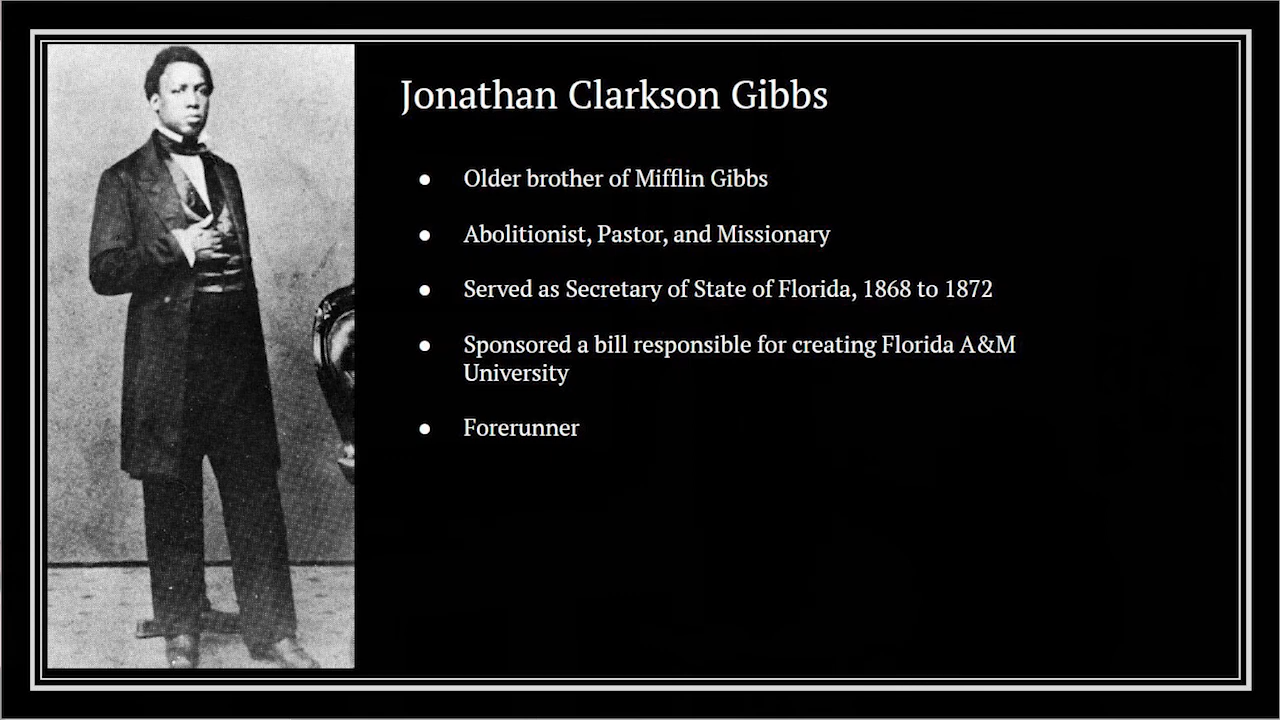 Jonathan Clarkson Gibbs
● Older brother of Mifflin Gibbs
● Abolitionist, Pastor, and Missionary
● Served as Secretary of State of Florida, 1868 to 1872
● Sponsored a bill responsible for creating Florida A&M
University
● Forerunner